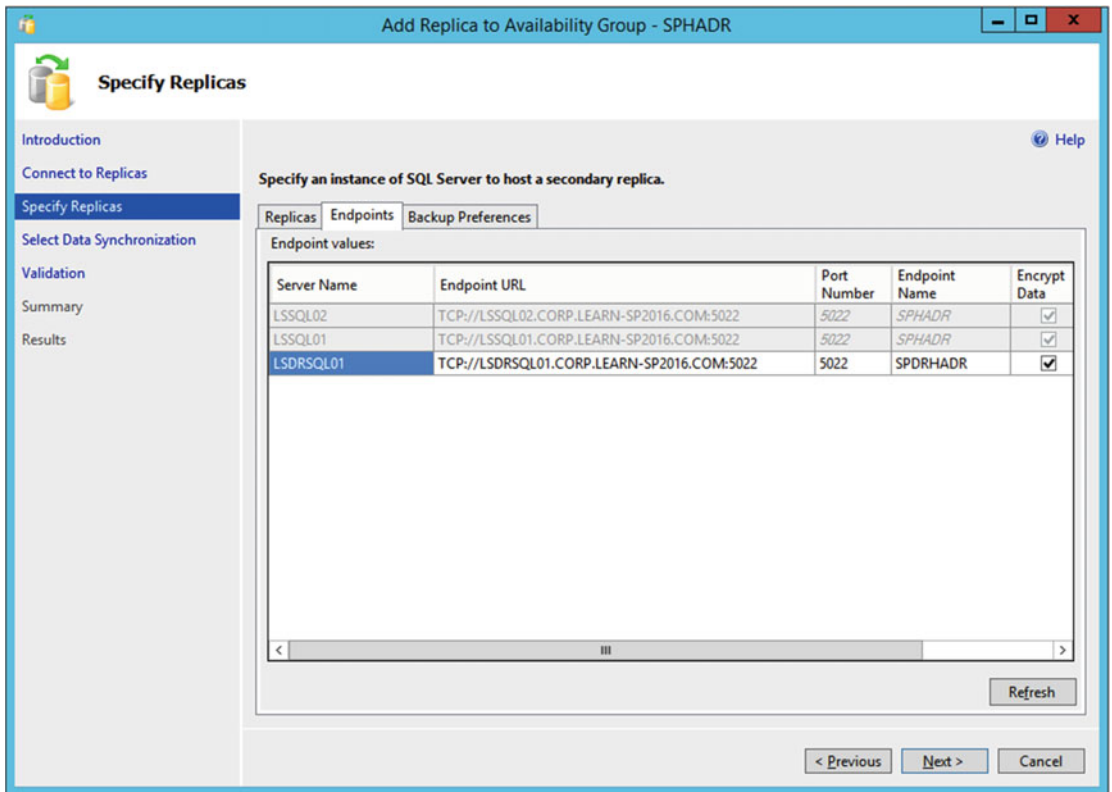 Add Replica to Availability Group - SPHADR
Specify Replicas
Introduction
Connect to Replicas
Specify Replicas
Select Data Synchronization
Validation
Summary
Results
Help
Specify an instance of SQL Server to host a secondary replica.
Replicas Endpoints Backup Preferences
Endpoint values:
Server Name Endpoint URL Port Number Endpoint Name Encrypt Data
LSSQL02 TCP://LSSQL02.CORP.LEARN-SP2016.COM:5022 5022 SPHADR
LSSQL01 TCP://LSSQL01.CORP.LEARN-SP2016.COM:5022 5022 SPHADR
LSDRSQL01 TCP://LSDRSQL01.CORP.LEARN-SP2016.COM:5022 5022 SPDRHADR
Refresh
< Previous Next > Cancel